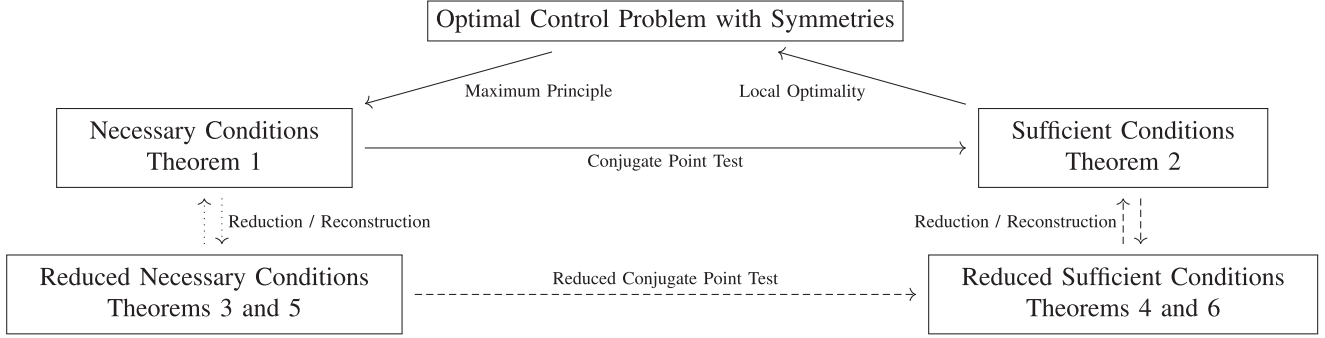 Optimal Control Problem with Symmetries
Maximum Principle
Local Optimality
Necessary Conditions
Theorem 1
Conjugate Point Test
Sufficient Conditions
Theorem 2
Reduction / Reconstruction
Reduction / Reconstruction
Reduced Necessary Conditions
Theorems 3 and 5
Reduced Conjugate Point Test
Reduced Sufficient Conditions
Theorems 4 and 6